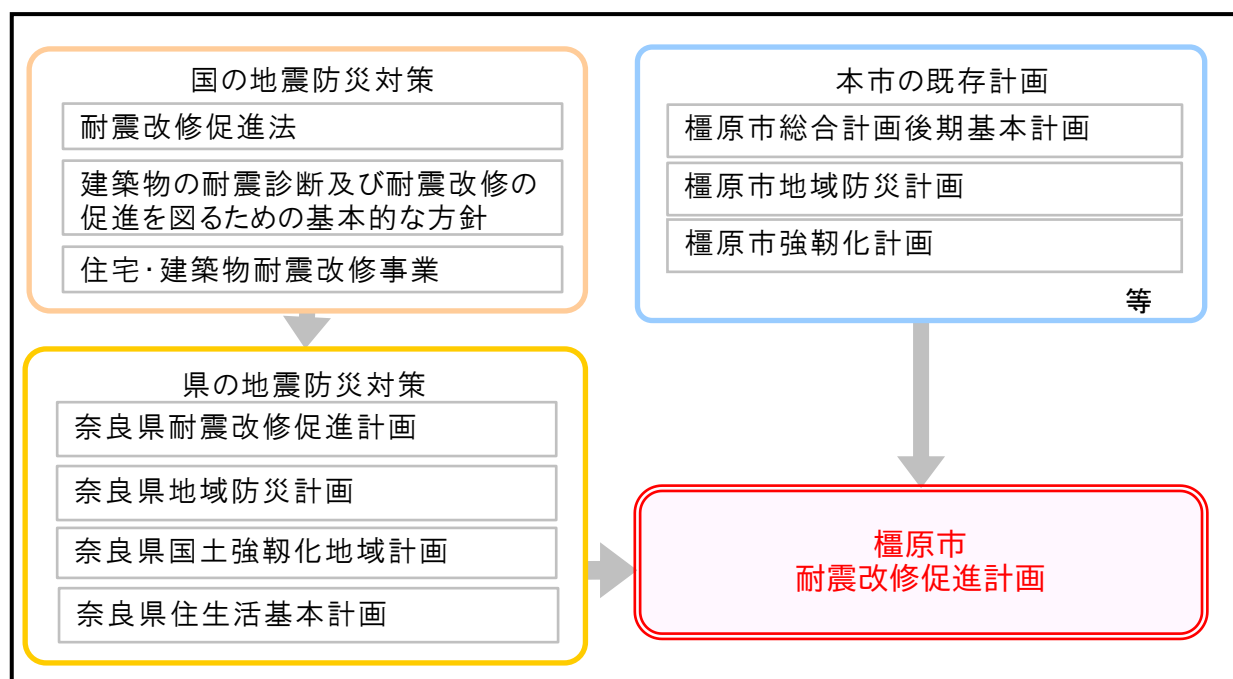 国の地震防災対策
耐震改修促進法
建築物の耐震診断及び耐震改修の
促進を図るための基本的な方針
住宅･建築物耐震改修事業
本市の既存計画
橿原市総合計画後期基本計画
橿原市地域防災計画
橿原市強靱化計画
等
県の地震防災対策
奈良県耐震改修促進計画
奈良県地域防災計画
奈良県国土強靱化地域計画
奈良県住生活基本計画
橿原市
耐震改修促進計画